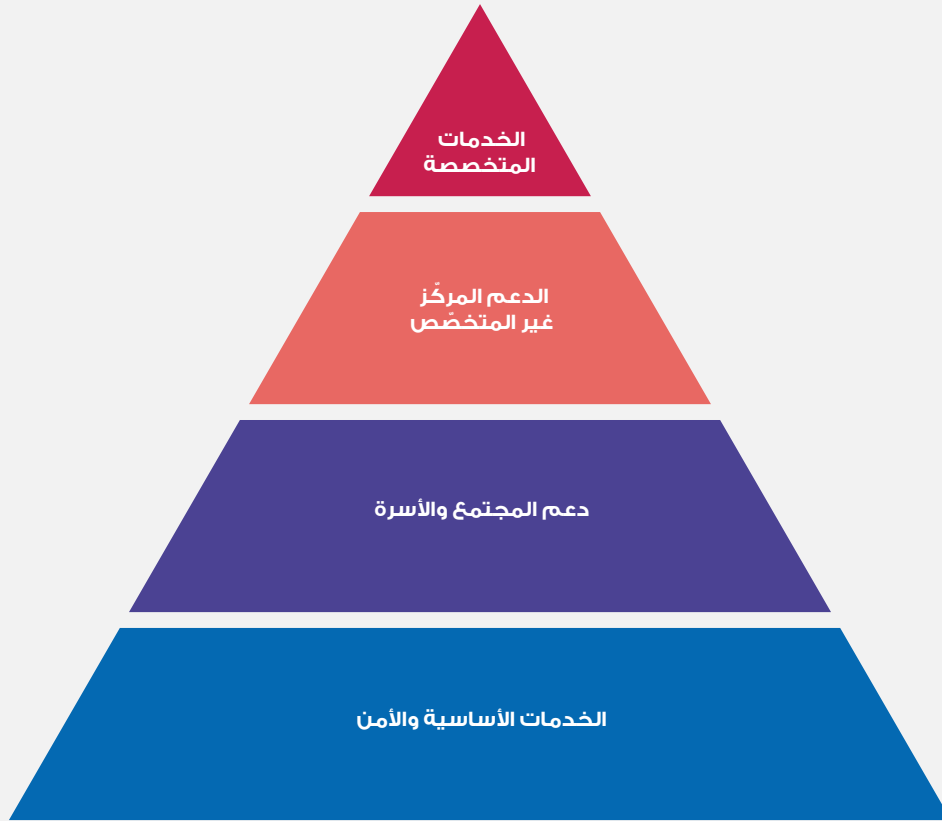 الخدمات
المتخصصة
الدعم المركّز
غير المتخصّص
دعم المجتمع والأسرة
الخدمات الأساسية والأمن